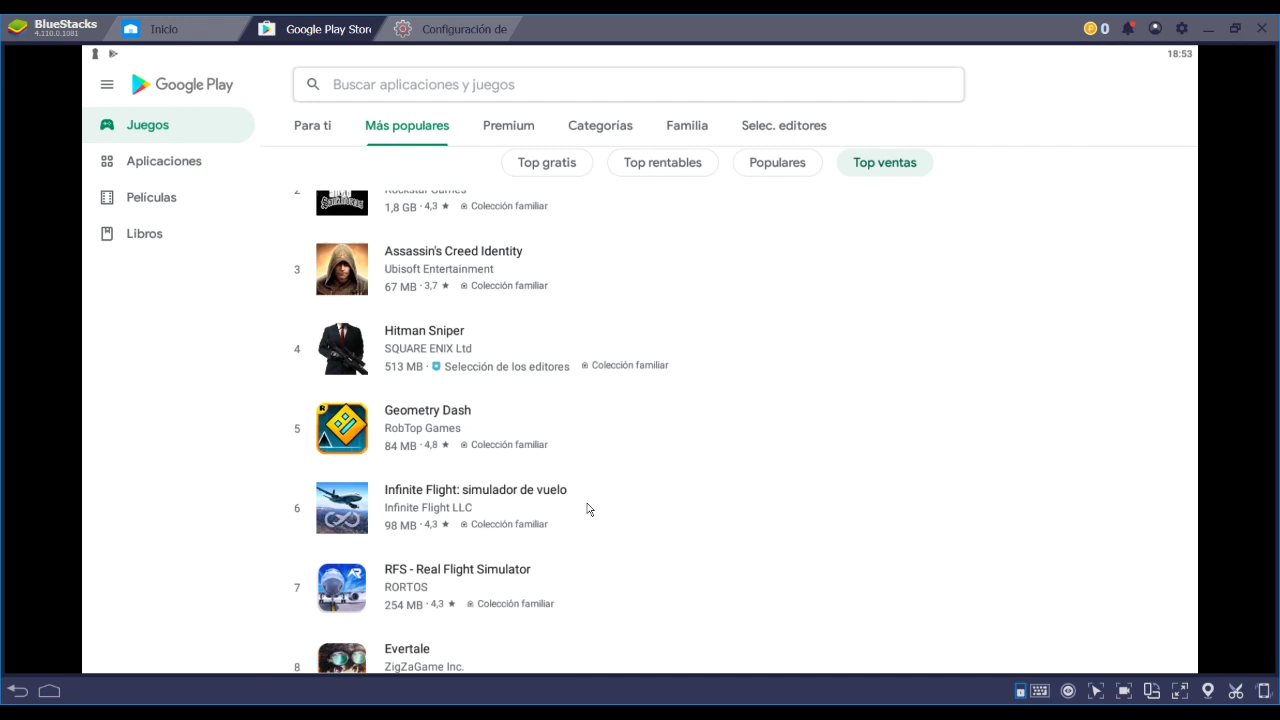 BlueStacks
4.110.0.1081
Inicio
Google Play Stor
Configuración de
0
18:53
Google Play
Buscar aplicaciones y juegos
Juegos
Aplicaciones
Películas
Libros
Para ti
Más populares
Premium
Categorías
Familia
Selec. editores
Top gratis
Top rentables
Populares
Top ventas
2
Rockstar Games
1,8 GB · 4,3 ★ Colección familiar
3
Assassin's Creed Identity
Ubisoft Entertainment
67 MB · 3,7 ★ Colección familiar
4
Hitman Sniper
SQUARE ENIX Ltd
513 MB · Selección de los editores Colección familiar
5
Geometry Dash
RobTop Games
84 MB · 4,8 ★ Colección familiar
6
Infinite Flight: simulador de vuelo
Infinite Flight LLC
98 MB · 4,3 ★ Colección familiar
7
RFS - Real Flight Simulator
RORTOS
254 MB · 4,3 ★ Colección familiar
8
Evertale
ZigZaGame Inc.